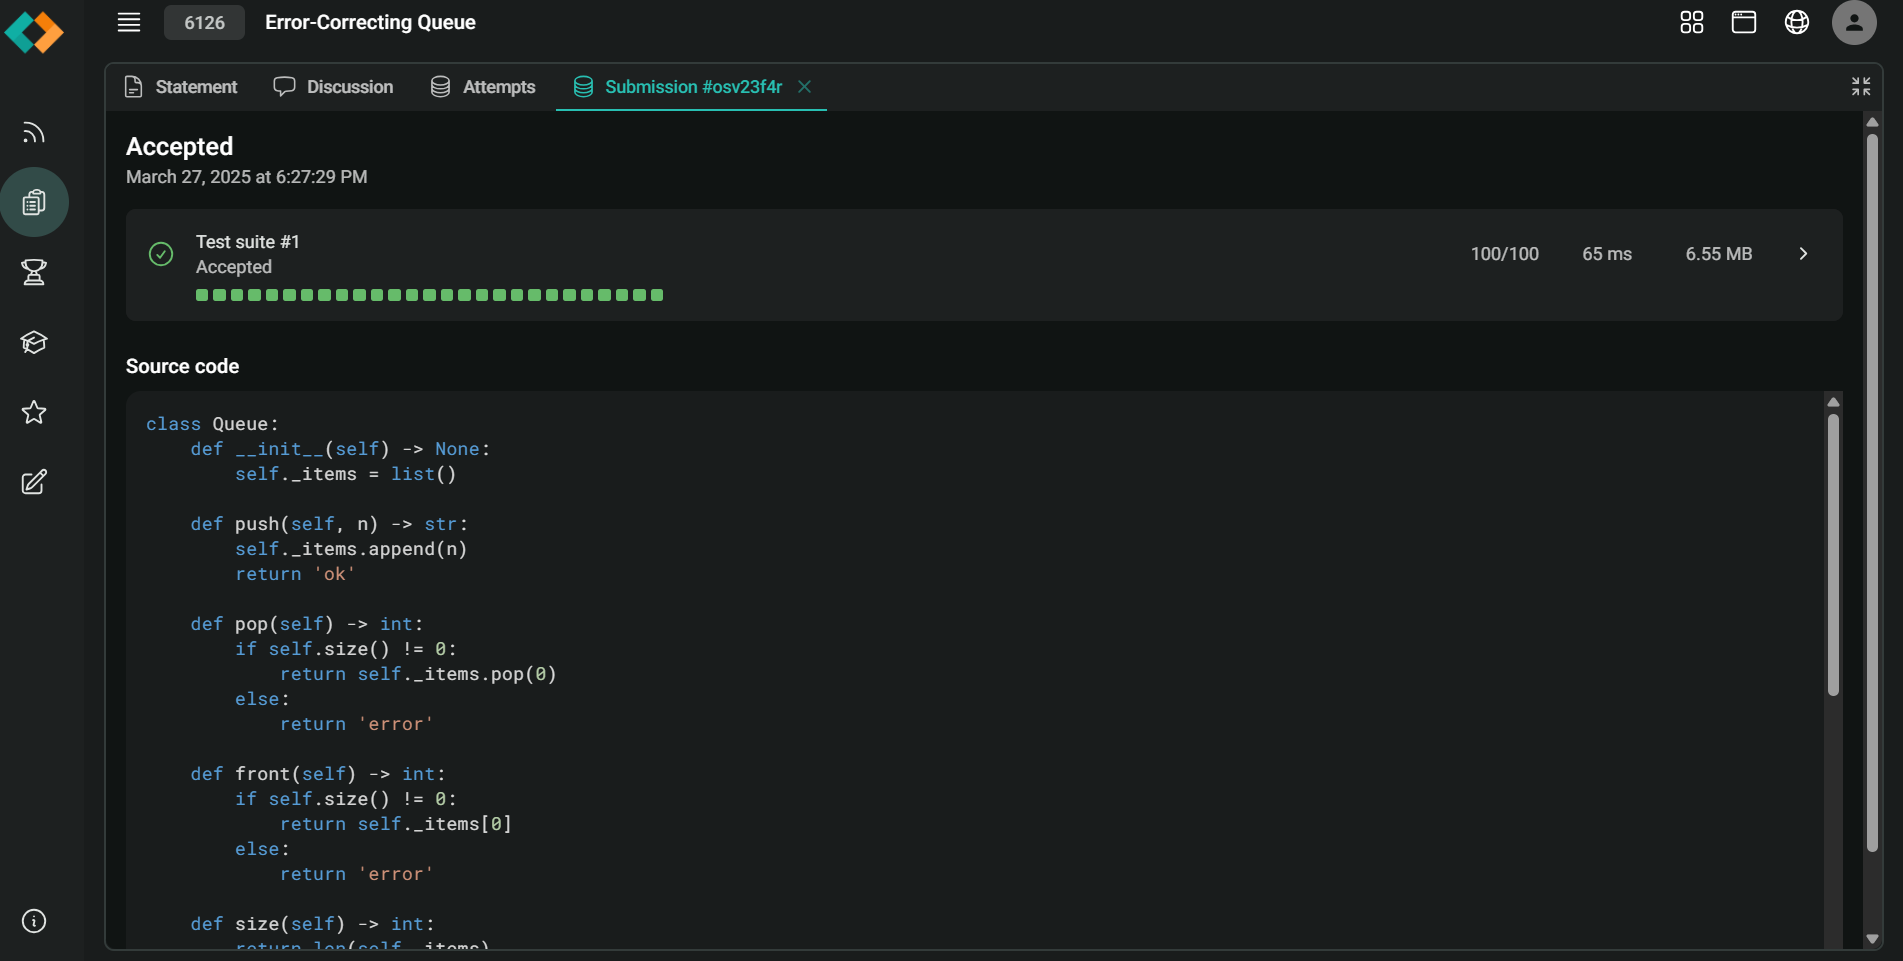 6126 Error-Correcting Queue
Statement Discussion Attempts Submission #osv23f4r
Accepted
March 27, 2025 at 6:27:29 PM
Test suite #1
Accepted
100/100 65 ms 6.55 MB
Source code
class Queue:
    def __init__(self) -> None:
        self._items = list()

    def push(self, n) -> str:
        self._items.append(n)
        return 'ok'

    def pop(self) -> int:
        if self.size() != 0:
            return self._items.pop(0)
        else:
            return 'error'

    def front(self) -> int:
        if self.size() != 0:
            return self._items[0]
        else:
            return 'error'

    def size(self) -> int:
        return len(self._items)